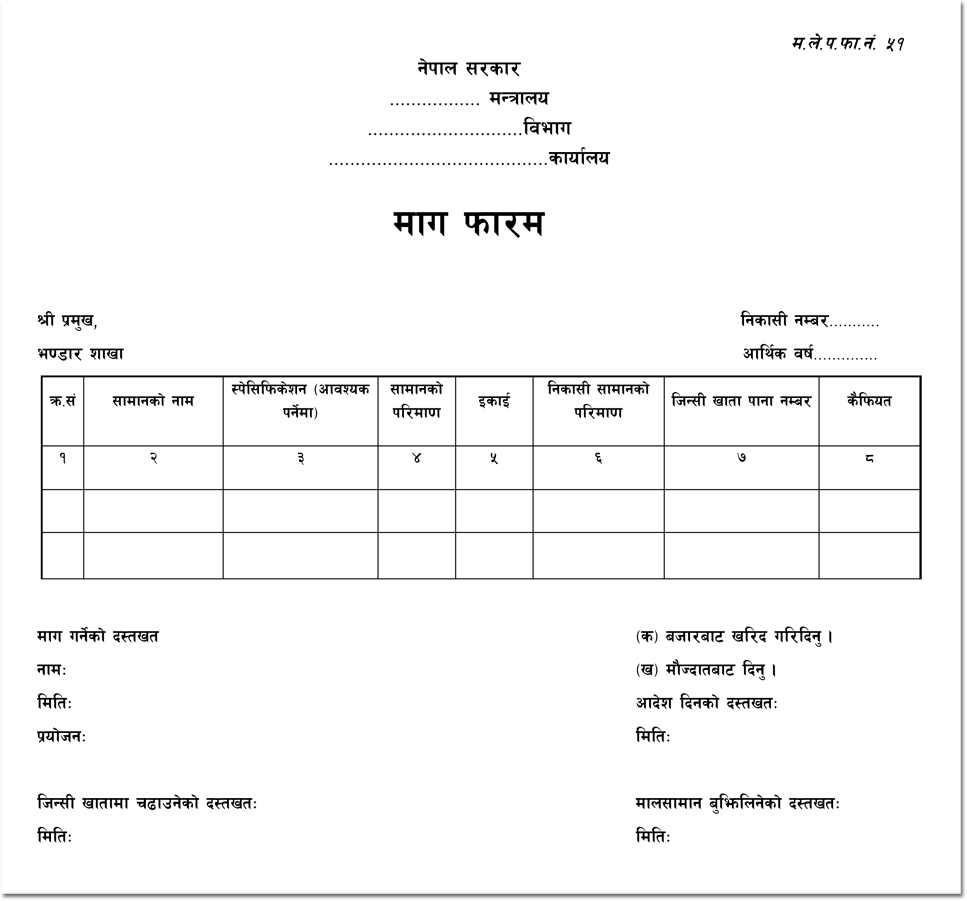 म.ले.प.फा.नं. ५१
नेपाल सरकार
................. मन्त्रालय
.............................विभाग
.........................................कार्यालय
माग फारम
श्री प्रमुख,
निकासी नम्बर...........
भण्डार शाखा
आर्थिक वर्ष..............
क्र.सं सामानको नाम स्पेसिफिकेशन (आवश्यक पर्नेमा) सामानको परिमाण इकाई निकासी सामानको परिमाण जिन्सी खाता पाना नम्बर कैफियत
१ २ ३ ४ ५ ६ ७ ८
माग गर्नेको दस्तखत
(क) बजारबाट खरिद गरिदिनु ।
नामः
(ख) मौज्दातबाट दिनु ।
मितिः
आदेश दिनको दस्तखतः
प्रयोजनः
मितिः
जिन्सी खातामा चढाउनेको दस्तखतः
मालसामान बुझिलिनेको दस्तखतः
मितिः
मितिः